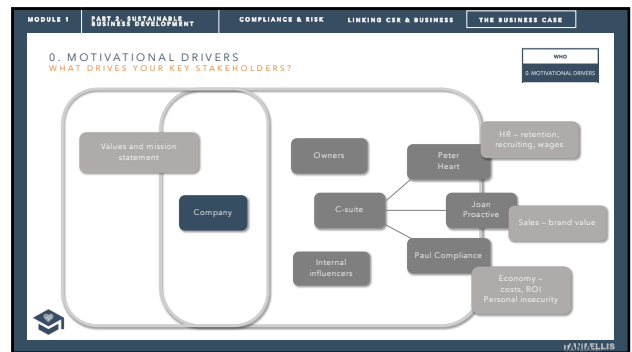 MODULE 1
PART 2. SUSTAINABLE
BUSINESS DEVELOPMENT
COMPLIANCE & RISK
LINKING CSR & BUSINESS
THE BUSINESS CASE
0. MOTIVATIONAL DRIVERS
WHAT DRIVES YOUR KEY STAKEHOLDERS?
WHO
0. MOTIVATIONAL DRIVERS
Values and mission
statement
Company
Owners
C-suite
Internal
influencers
Peter
Heart
Joan
Proactive
Paul Compliance
HR – retention,
recruiting, wages
Sales – brand value
Economy –
costs, ROI
Personal insecurity
TANIAELLIS